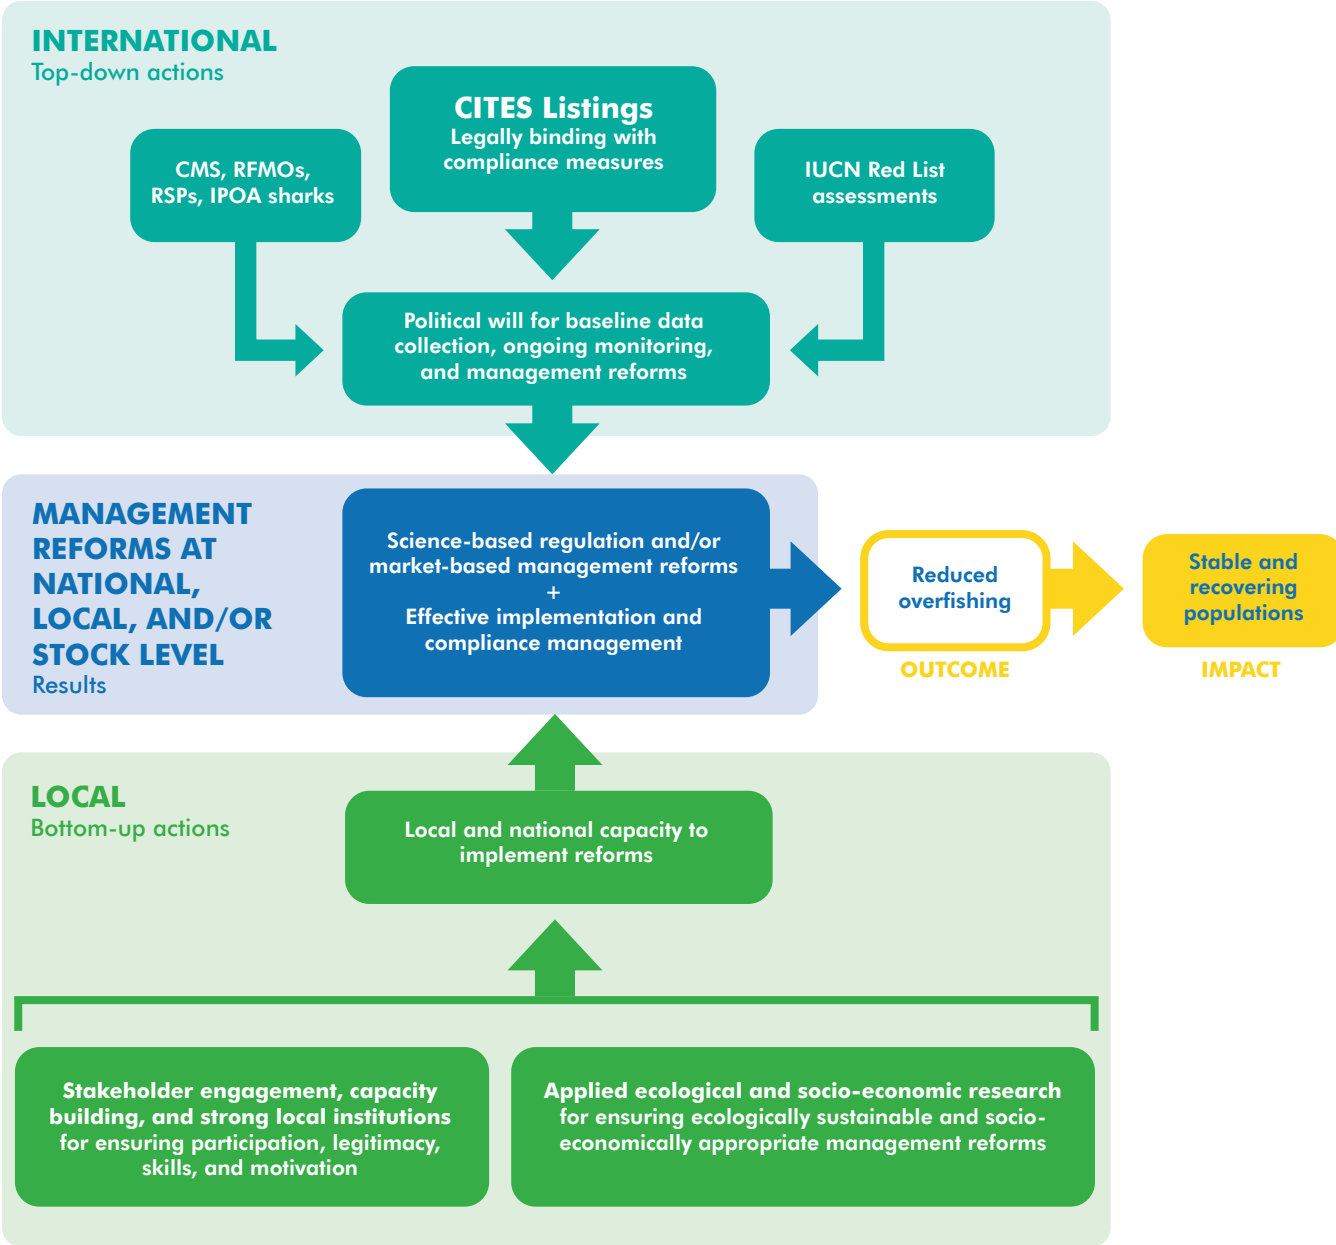 INTERNATIONAL
Top-down actions
CITES Listings
Legally binding with
compliance measures
CMS, RFMOs,
RSPs, IPOA sharks
IUCN Red List
assessments
Political will for baseline data
collection, ongoing monitoring,
and management reforms
MANAGEMENT
REFORMS AT
NATIONAL,
LOCAL, AND/OR
STOCK LEVEL
Results
Science-based regulation and/or
market-based management reforms
+
Effective implementation and
compliance management
Reduced
overfishing
OUTCOME
Stable and
recovering
populations
IMPACT
LOCAL
Bottom-up actions
Local and national capacity to
implement reforms
Stakeholder engagement, capacity
building, and strong local institutions
for ensuring participation, legitimacy,
skills, and motivation
Applied ecological and socio-economic research
for ensuring ecologically sustainable and socio-
economically appropriate management reforms